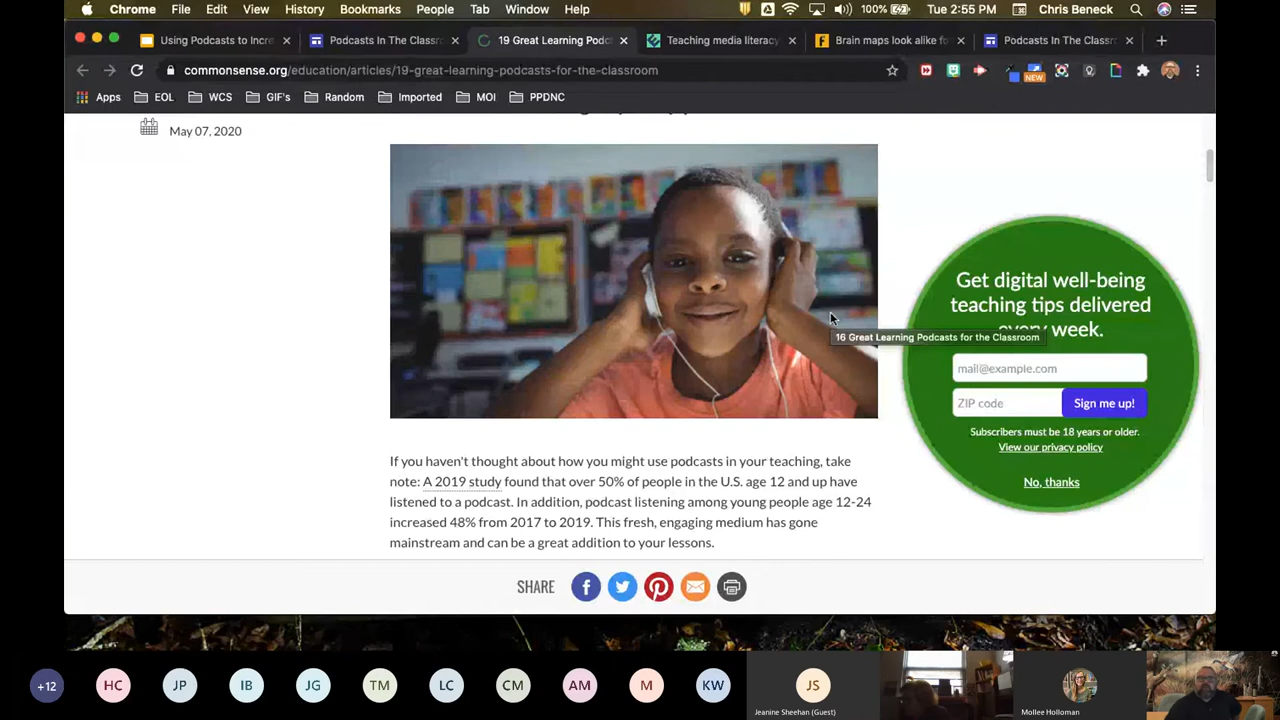 Chrome File Edit View History Bookmarks People Tab Window Help 100% Tue 2:55 PM Chris Beneck
Using Podcasts to Incre × Podcasts In The Classr × 19 Great Learning Podc × Teaching media literacy × Brain maps look alike fo × Podcasts In The Classr × +
commonsense.org/education/articles/19-great-learning-podcasts-for-the-classroom
NEW
Apps EOL WCS GIF's Random Imported MOI PPDNC
May 07, 2020
Get digital well-being
teaching tips delivered
every week.
16 Great Learning Podcasts for the Classroom
mail@example.com
ZIP code Sign me up!
Subscribers must be 18 years or older.
View our privacy policy
No, thanks
If you haven't thought about how you might use podcasts in your teaching, take
note: A 2019 study found that over 50% of people in the U.S. age 12 and up have
listened to a podcast. In addition, podcast listening among young people age 12-24
increased 48% from 2017 to 2019. This fresh, engaging medium has gone
mainstream and can be a great addition to your lessons.
SHARE
+12 HC JP IB JG TM LC CM AM M KW JS
Jeanine Sheehan (Guest) Mollee Holloman